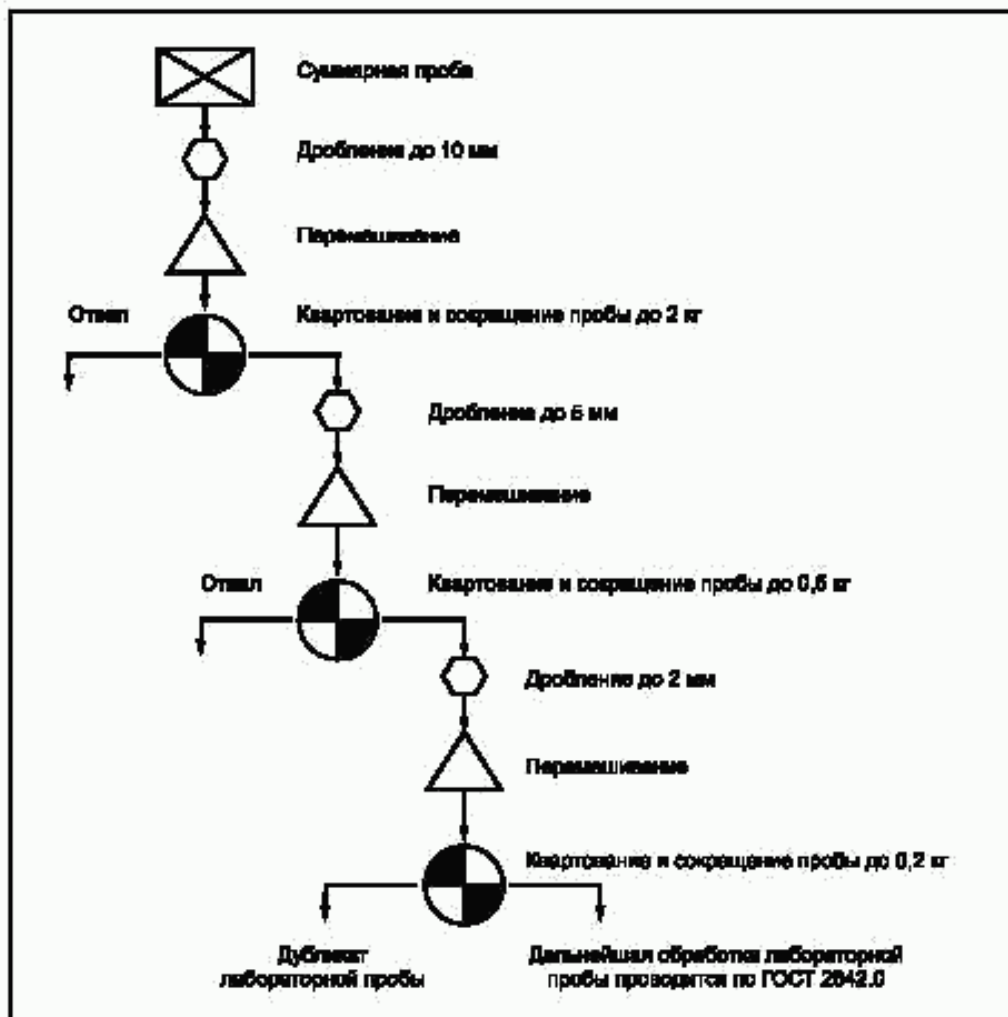 Суммарная проба
Дробление до 10 мм
Перемешивание
Отвал
Квартование и сокращение пробы до 2 кг
Дробление до 5 мм
Перемешивание
Отвал
Квартование и сокращение пробы до 0,5 кг
Дробление до 2 мм
Перемешивание
Квартование и сокращение пробы до 0,2 кг
Дубликат
лабораторной пробы
Дальнейшая обработка лабораторной
пробы проводится по ГОСТ 2642.0